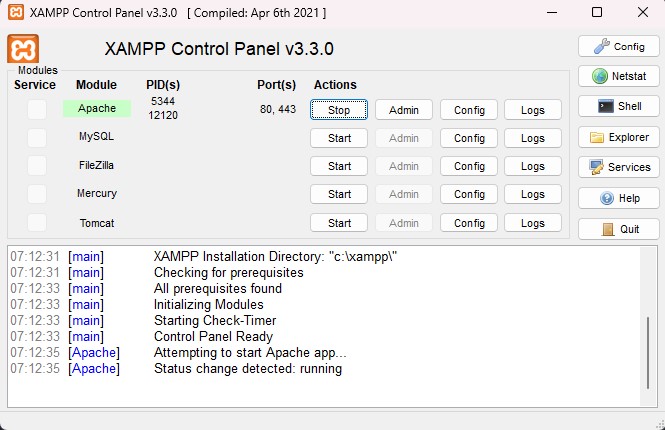 XAMPP Control Panel v3.3.0 [ Compiled: Apr 6th 2021 ]
XAMPP Control Panel v3.3.0
Config
Modules
Service Module PID(s) Port(s) Actions
Netstat
Apache 5344 80, 443 Stop Admin Config Logs
12120
Shell
MySQL Start Admin Config Logs
Explorer
FileZilla Start Admin Config Logs
Services
Mercury Start Admin Config Logs
Help
Tomcat Start Admin Config Logs
Quit
07:12:31 [main] XAMPP Installation Directory: "c:\xampp\"
07:12:31 [main] Checking for prerequisites
07:12:33 [main] All prerequisites found
07:12:33 [main] Initializing Modules
07:12:33 [main] Starting Check-Timer
07:12:33 [main] Control Panel Ready
07:12:35 [Apache] Attempting to start Apache app...
07:12:35 [Apache] Status change detected: running